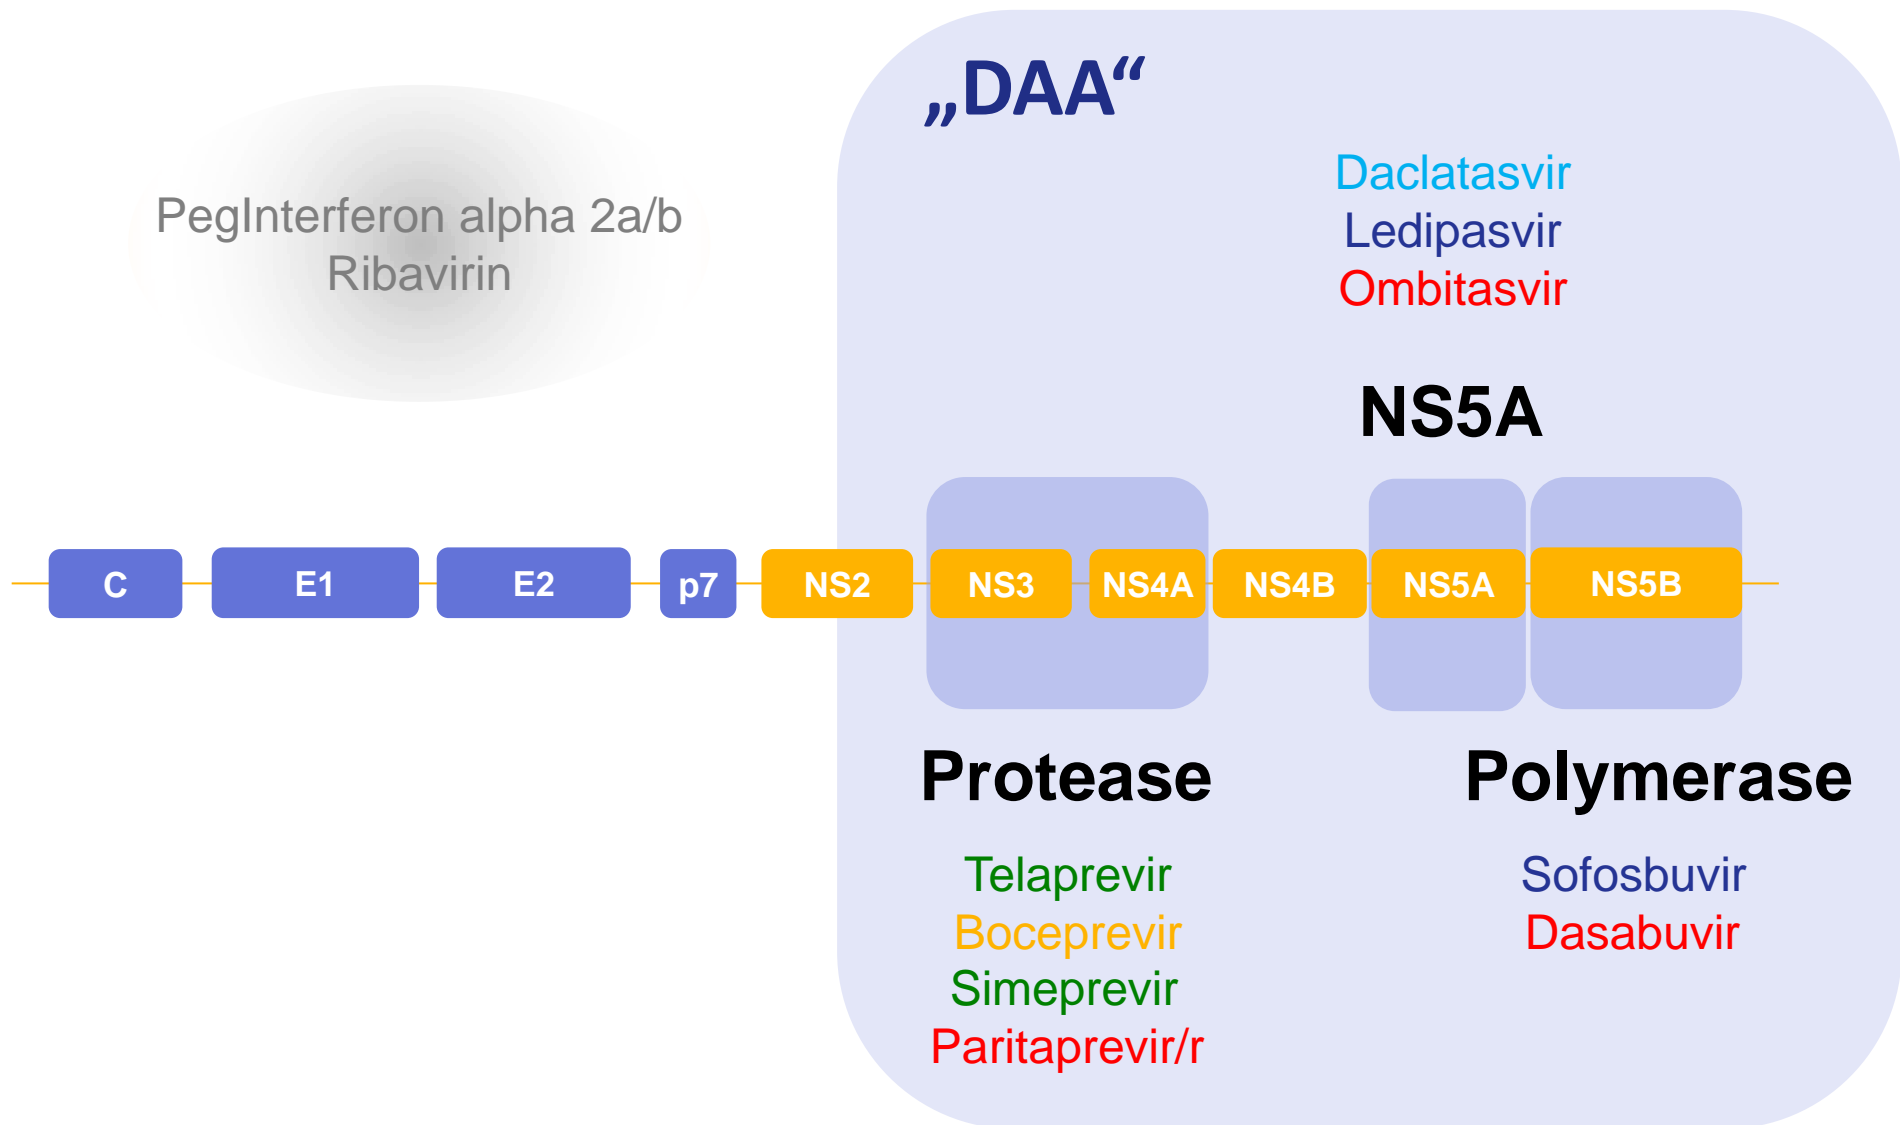 „DAA“
PegInterferon alpha 2a/b
Ribavirin
Daclatasvir
Ledipasvir
Ombitasvir
NS5A
C
E1
E2
p7
NS2
NS3
NS4A
NS4B
NS5A
NS5B
Protease
Telaprevir
Boceprevir
Simeprevir
Paritaprevir/r
Polymerase
Sofosbuvir
Dasabuvir